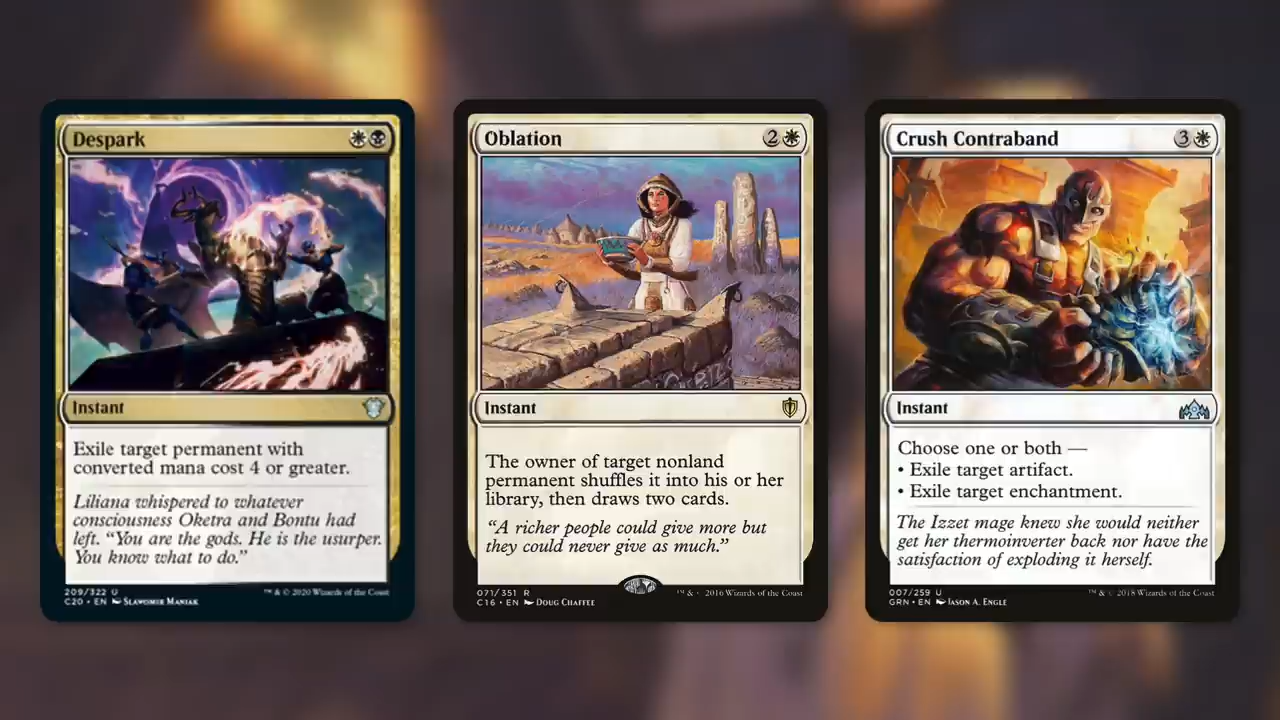 Despark
Instant
Exile target permanent with
converted mana cost 4 or greater.
Liliana whispered to whatever
consciousness Oketra and Bontu had
left. “You are the gods. He is the usurper.
You know what to do.”
209/322 U
C20 • EN Slawomir Maniak
™ & © 2020 Wizards of the Coast
Oblation
2
Instant
The owner of target nonland
permanent shuffles it into his or her
library, then draws two cards.
“A richer people could give more but
they could never give as much.”
071/351 R
C16 • EN Doug Chaffee
™ & © 2016 Wizards of the Coast
Crush Contraband
3
Instant
Choose one or both —
• Exile target artifact.
• Exile target enchantment.
The Izzet mage knew she would neither
get her thermoinverter back nor have the
satisfaction of exploding it herself.
007/259 U
GRN • EN Jason A. Engle
™ & © 2018 Wizards of the Coast